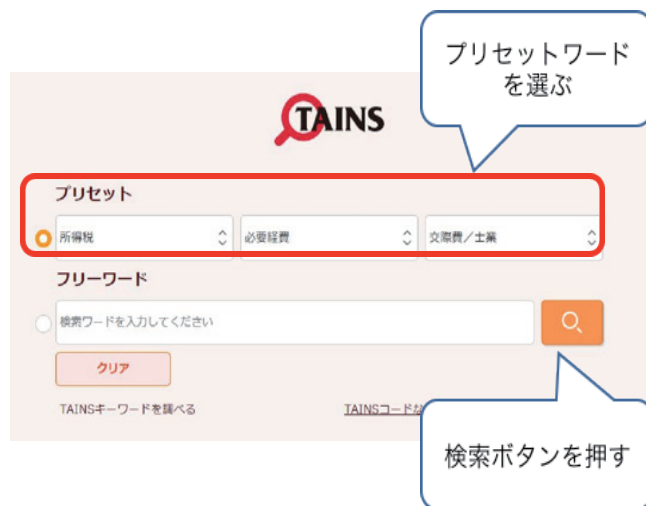 プリセットワード
を選ぶ
TAINS
プリセット
所得税
必要経費
交際費/士業
フリーワード
検索ワードを入力してください
クリア
TAINSキーワードを調べる
TAINSコード
検索ボタンを押す